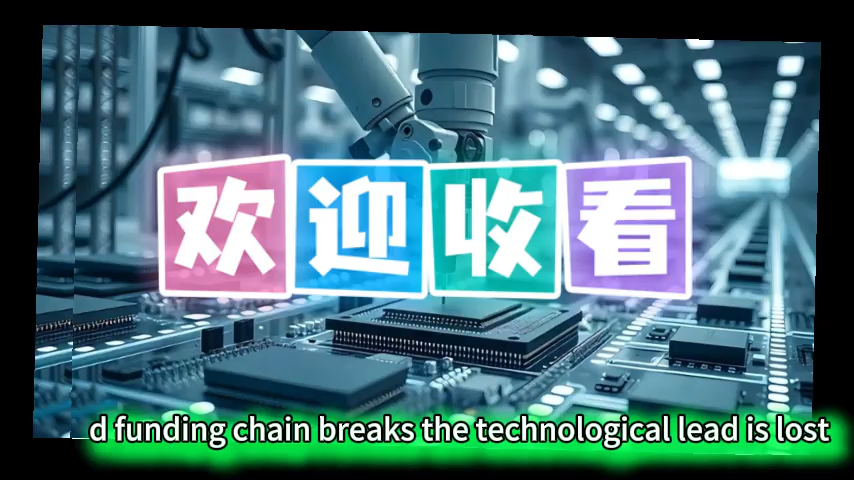 欢迎收看
d funding chain breaks the technological lead is lost